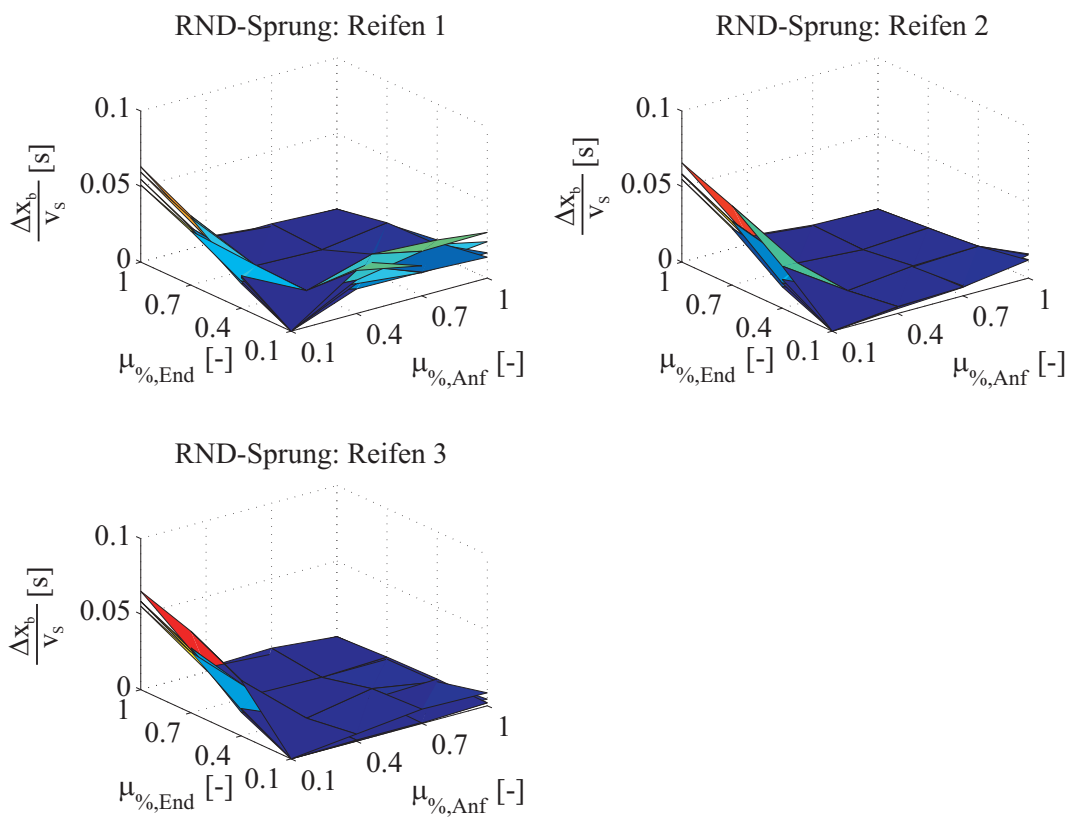 RND-Sprung: Reifen 1
0.1
0.05
0
Δx_b
v_s
[s]
1
0.7
0.4
0.1
μ_%,End [-]
0.1
0.4
0.7
1
μ_%,Anf [-]
RND-Sprung: Reifen 2
0.1
0.05
0
Δx_b
v_s
[s]
1
0.7
0.4
0.1
μ_%,End [-]
0.1
0.4
0.7
1
μ_%,Anf [-]
RND-Sprung: Reifen 3
0.1
0.05
0
Δx_b
v_s
[s]
1
0.7
0.4
0.1
μ_%,End [-]
0.1
0.4
0.7
1
μ_%,Anf [-]